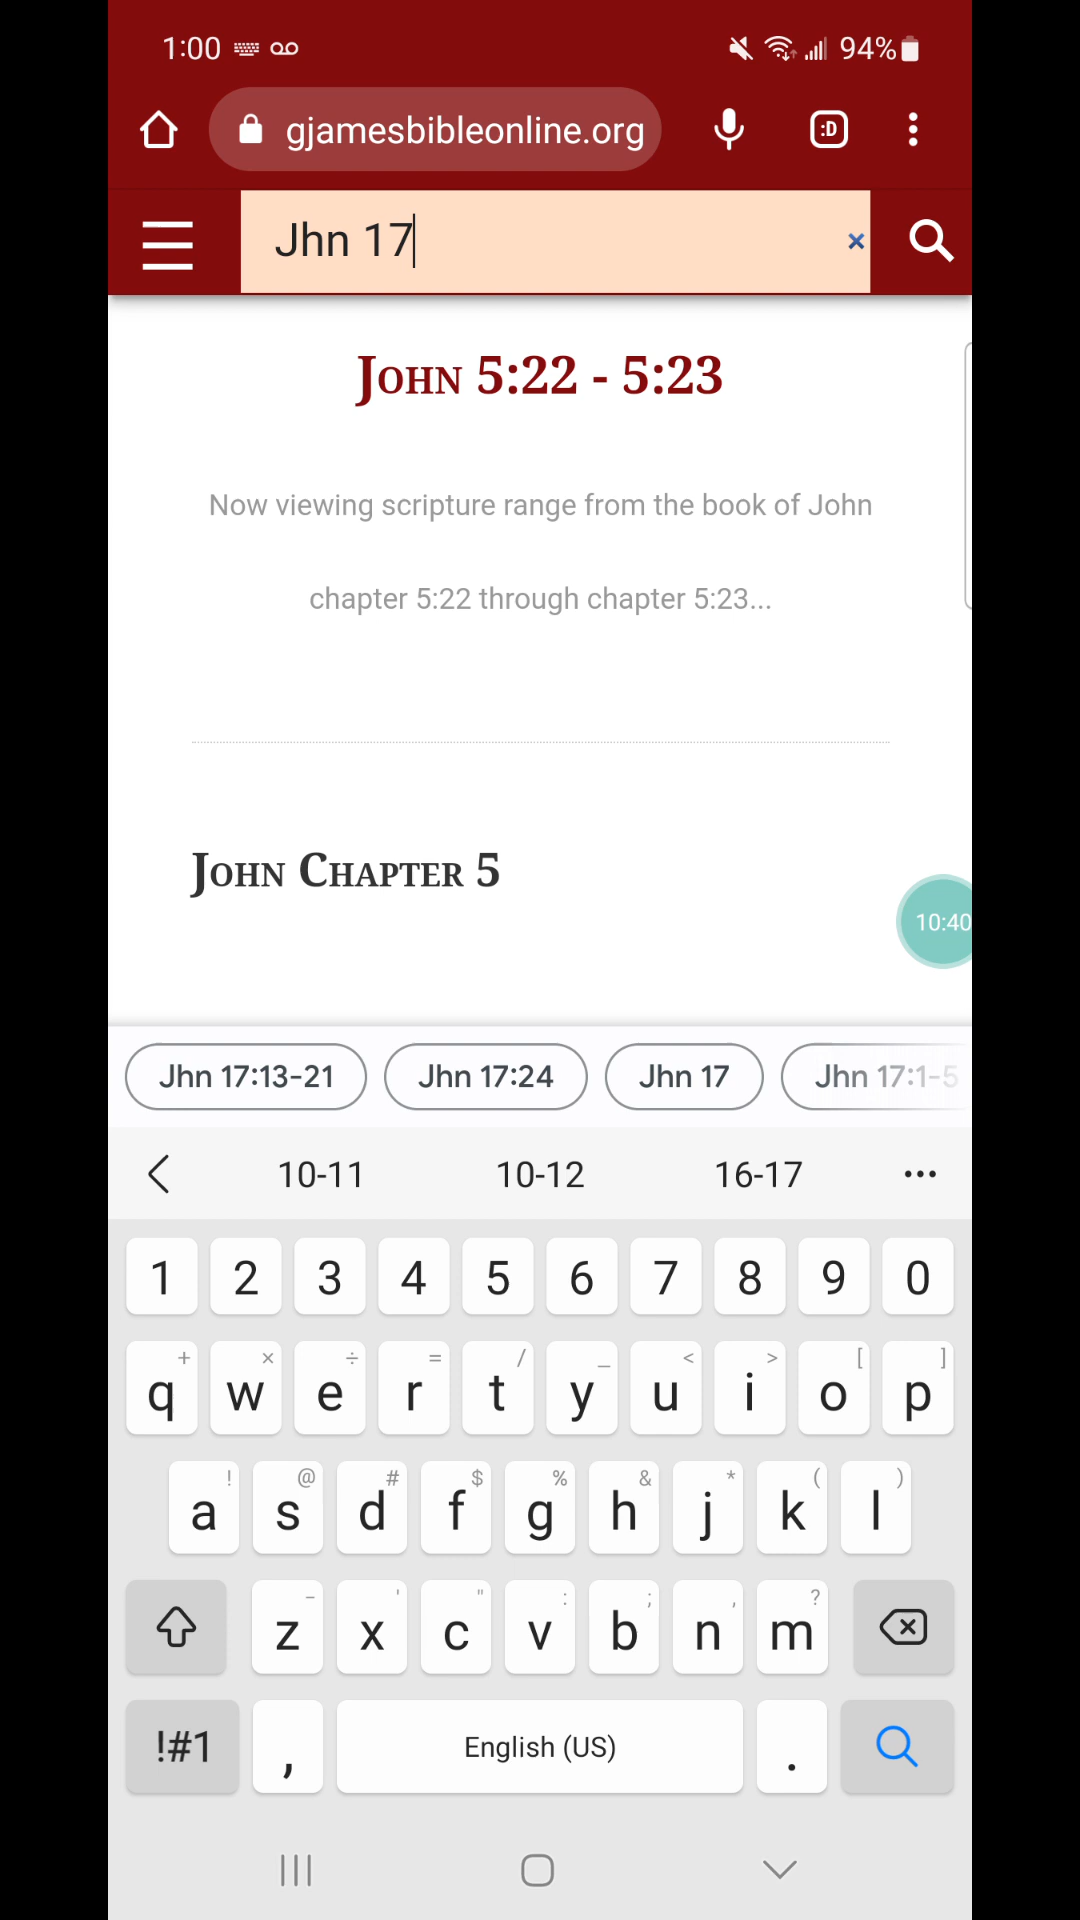 1:00 94%
gjamesbibleonline.org :D
Jhn 17 ×
John 5:22 - 5:23
Now viewing scripture range from the book of John
chapter 5:22 through chapter 5:23...
John Chapter 5
10:40
Jhn 17:13-21 Jhn 17:24 Jhn 17 Jhn 17:1-5
10-11 10-12 16-17 ...
1 2 3 4 5 6 7 8 9 0
+ × ÷ = / _ < > [ ]
q w e r t y u i o p
! @ # $ % & * ( )
a s d f g h j k l
- ' " : ; , ?
z x c v b n m
!#1 , English (US) .